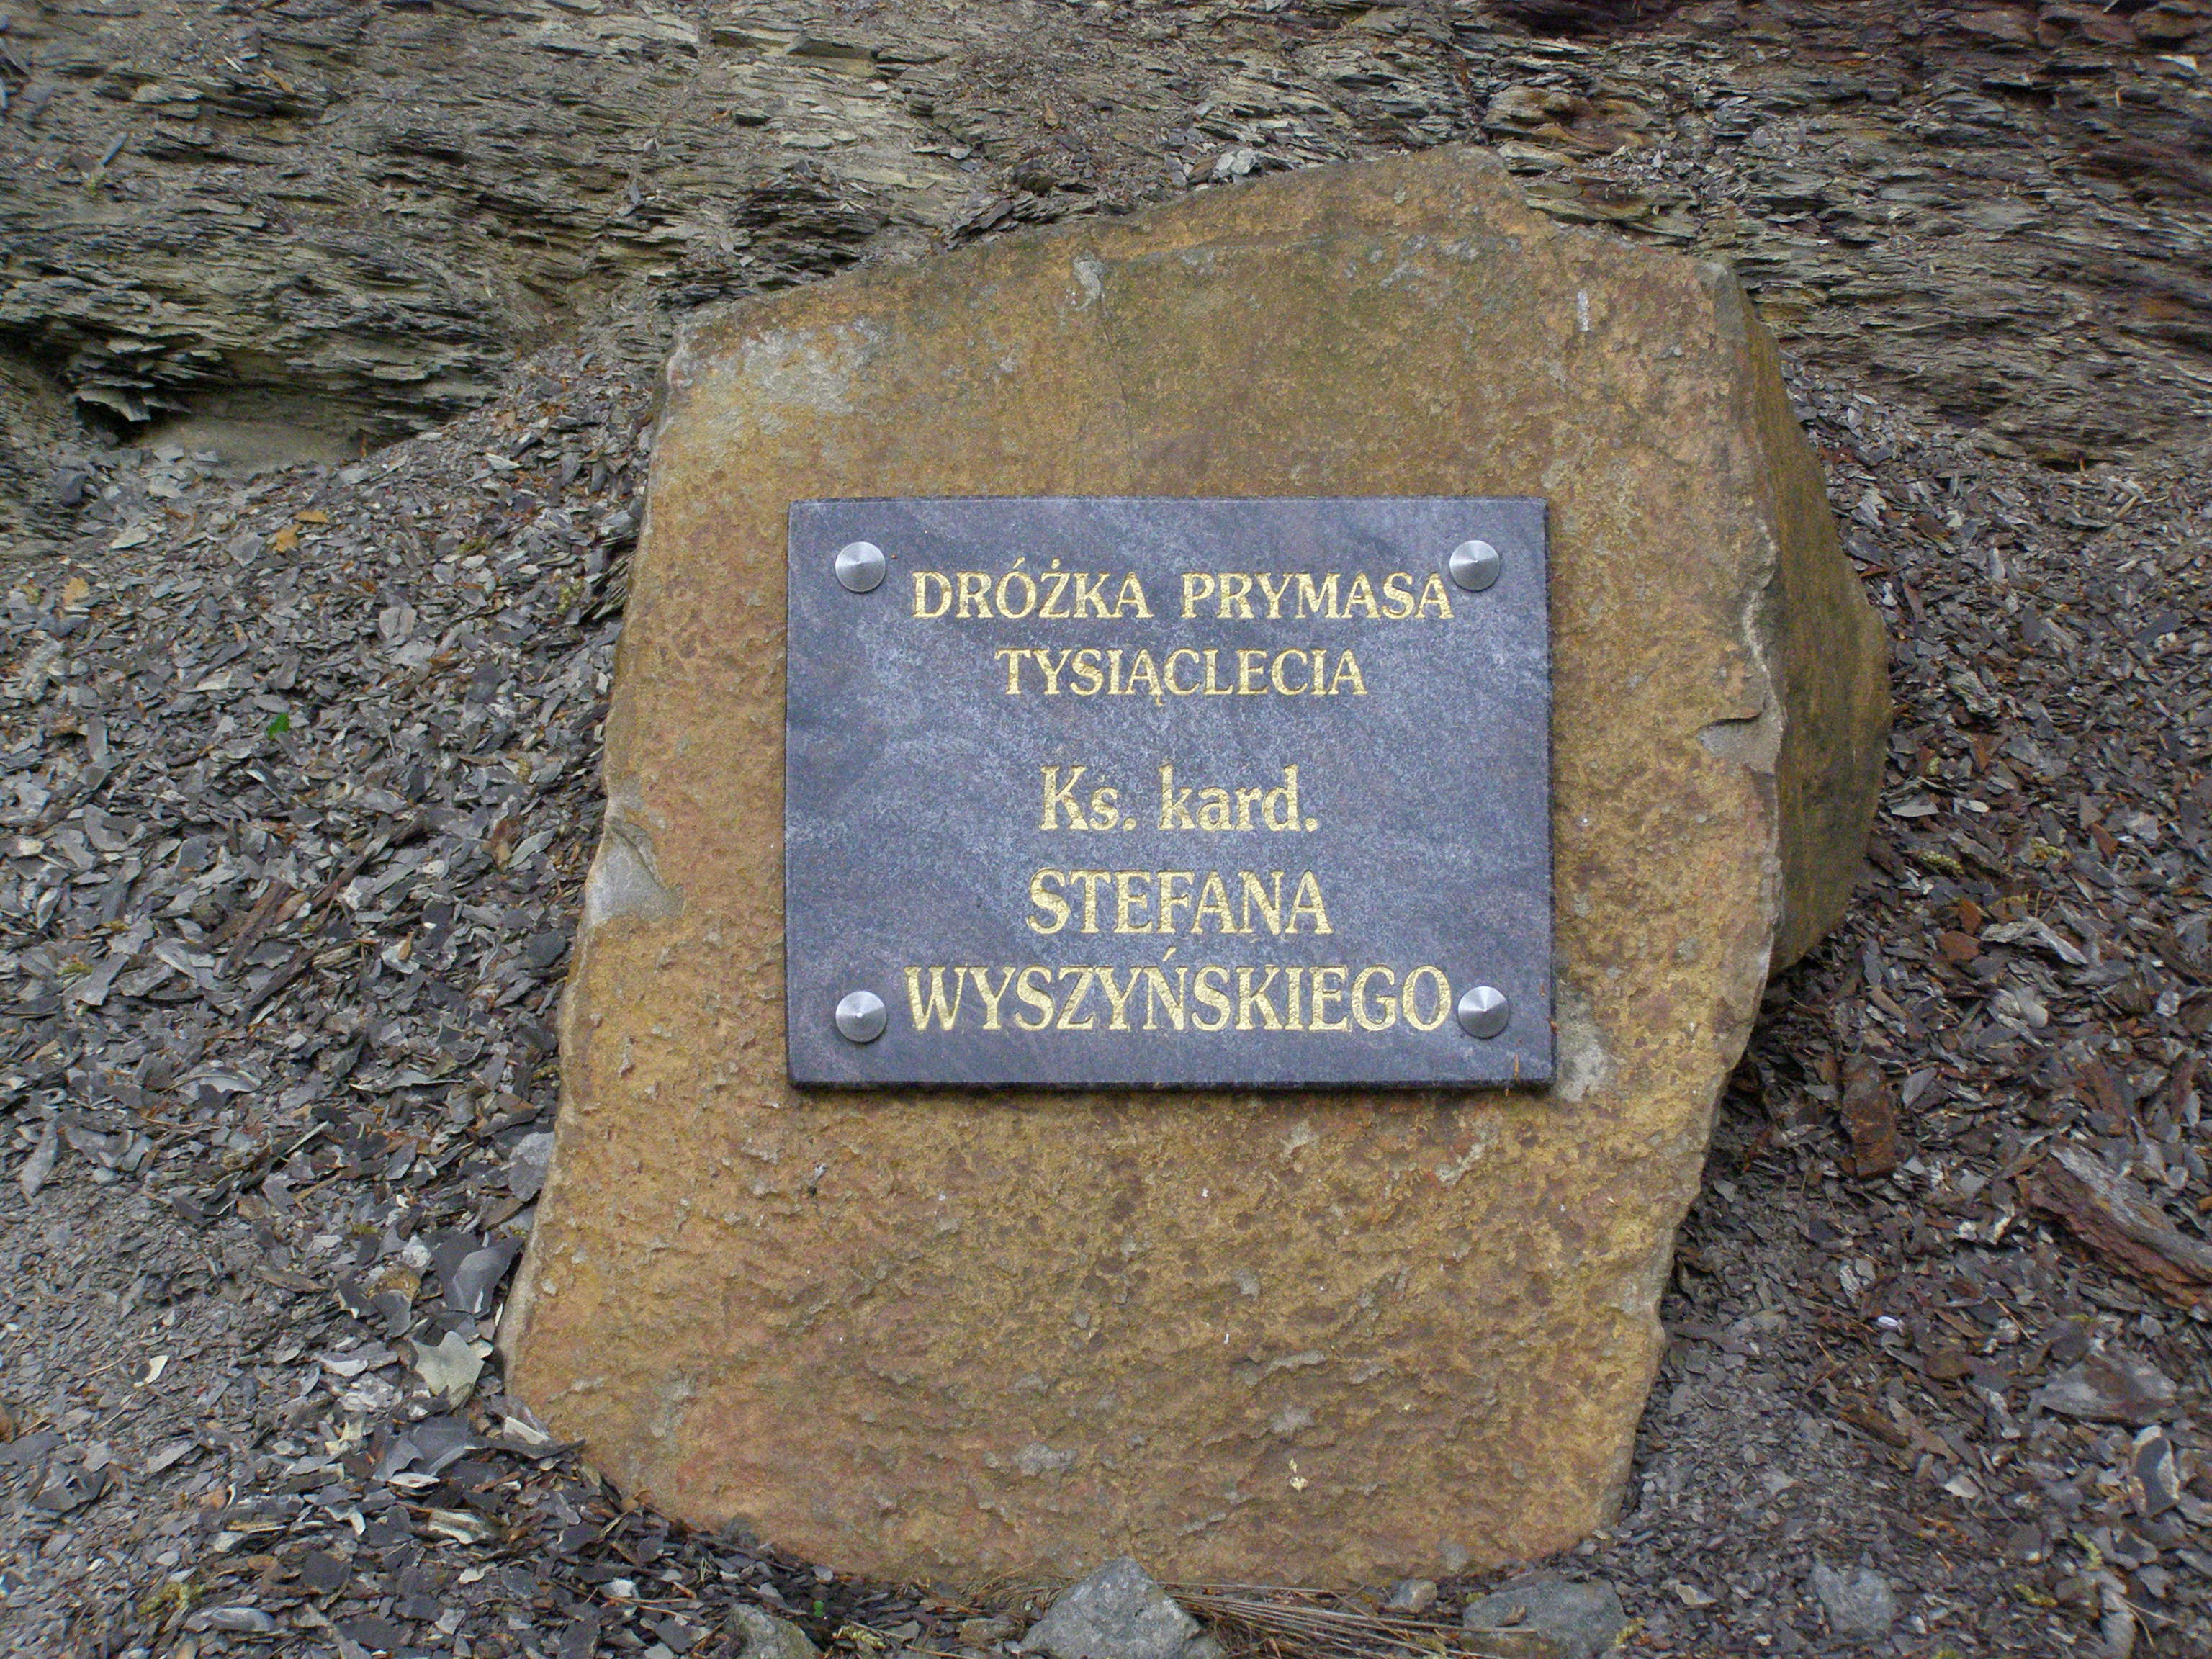 DRÓŻKA PRYMASA
TYSIĄCLECIA
Ks. kard.
STEFANA
WYSZYŃSKIEGO